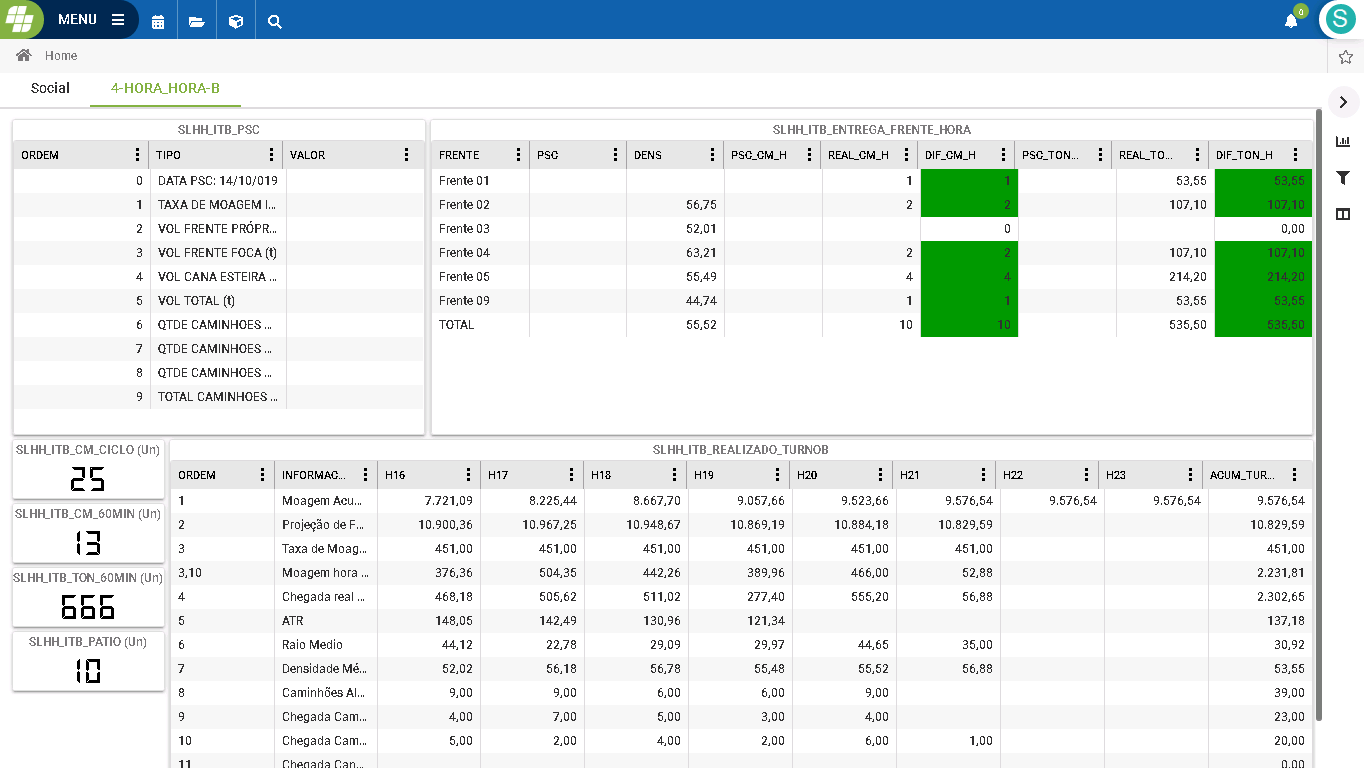 MENU
0
S
Home
Social 4-HORA_HORA-B
SLHH_ITB_PSC
ORDEM TIPO VALOR
0 DATA PSC: 14/10/019
1 TAXA DE MOAGEM I...
2 VOL FRENTE PRÓPR...
3 VOL FRENTE FOCA (t)
4 VOL CANA ESTEIRA ...
5 VOL TOTAL (t)
6 QTDE CAMINHOES ...
7 QTDE CAMINHOES ...
8 QTDE CAMINHOES ...
9 TOTAL CAMINHOES ...
SLHH_ITB_ENTREGA_FRENTE_HORA
FRENTE PSC DENS PSC_CM_H REAL_CM_H DIF_CM_H PSC_TON... REAL_TO... DIF_TON_H
Frente 01 1 1 53,55 53,55
Frente 02 56,75 2 2 107,10 107,10
Frente 03 52,01 0 0,00
Frente 04 63,21 2 2 107,10 107,10
Frente 05 55,49 4 4 214,20 214,20
Frente 09 44,74 1 1 53,55 53,55
TOTAL 55,52 10 10 535,50 535,50
SLHH_ITB_CM_CICLO (Un)
25
SLHH_ITB_CM_60MIN (Un)
13
SLHH_ITB_TON_60MIN (Un)
666
SLHH_ITB_PATIO (Un)
10
SLHH_ITB_REALIZADO_TURNOB
ORDEM INFORMAC... H16 H17 H18 H19 H20 H21 H22 H23 ACUM_TUR...
1 Moagem Acu... 7.721,09 8.225,44 8.667,70 9.057,66 9.523,66 9.576,54 9.576,54 9.576,54 9.576,54
2 Projeção de F... 10.900,36 10.967,25 10.948,67 10.869,19 10.884,18 10.829,59 10.829,59
3 Taxa de Moag... 451,00 451,00 451,00 451,00 451,00 451,00 451,00
3,10 Moagem hora ... 376,36 504,35 442,26 389,96 466,00 52,88 2.231,81
4 Chegada real ... 468,18 505,62 511,02 277,40 555,20 56,88 2.302,65
5 ATR 148,05 142,49 130,96 121,34 137,18
6 Raio Medio 44,12 22,78 29,09 29,97 44,65 35,00 30,92
7 Densidade Mé... 52,02 56,18 56,78 55,48 55,52 56,88 53,55
8 Caminhões Al... 9,00 9,00 6,00 6,00 9,00 39,00
9 Chegada Cam... 4,00 7,00 5,00 3,00 4,00 23,00
10 Chegada Cam... 5,00 2,00 4,00 2,00 6,00 1,00 20,00
11 Chegada Can... 0,00